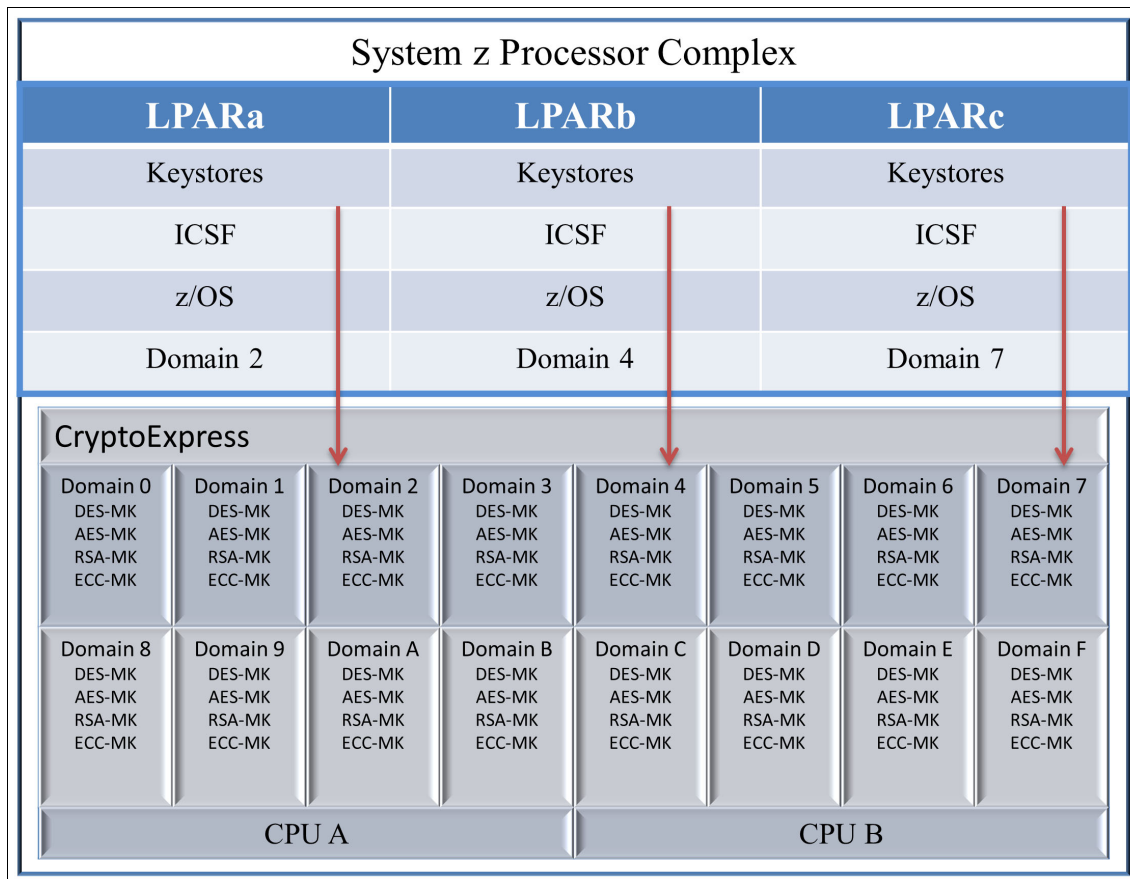 System z Processor Complex
LPARa LPARb LPARc
Keystores Keystores Keystores
ICSF ICSF ICSF
z/OS z/OS z/OS
Domain 2 Domain 4 Domain 7
CryptoExpress
Domain 0 Domain 1 Domain 2 Domain 3 Domain 4 Domain 5 Domain 6 Domain 7
DES-MK DES-MK DES-MK DES-MK DES-MK DES-MK DES-MK DES-MK
AES-MK AES-MK AES-MK AES-MK AES-MK AES-MK AES-MK AES-MK
RSA-MK RSA-MK RSA-MK RSA-MK RSA-MK RSA-MK RSA-MK RSA-MK
ECC-MK ECC-MK ECC-MK ECC-MK ECC-MK ECC-MK ECC-MK ECC-MK
Domain 8 Domain 9 Domain A Domain B Domain C Domain D Domain E Domain F
DES-MK DES-MK DES-MK DES-MK DES-MK DES-MK DES-MK DES-MK
AES-MK AES-MK AES-MK AES-MK AES-MK AES-MK AES-MK AES-MK
RSA-MK RSA-MK RSA-MK RSA-MK RSA-MK RSA-MK RSA-MK RSA-MK
ECC-MK ECC-MK ECC-MK ECC-MK ECC-MK ECC-MK ECC-MK ECC-MK
CPU A CPU B